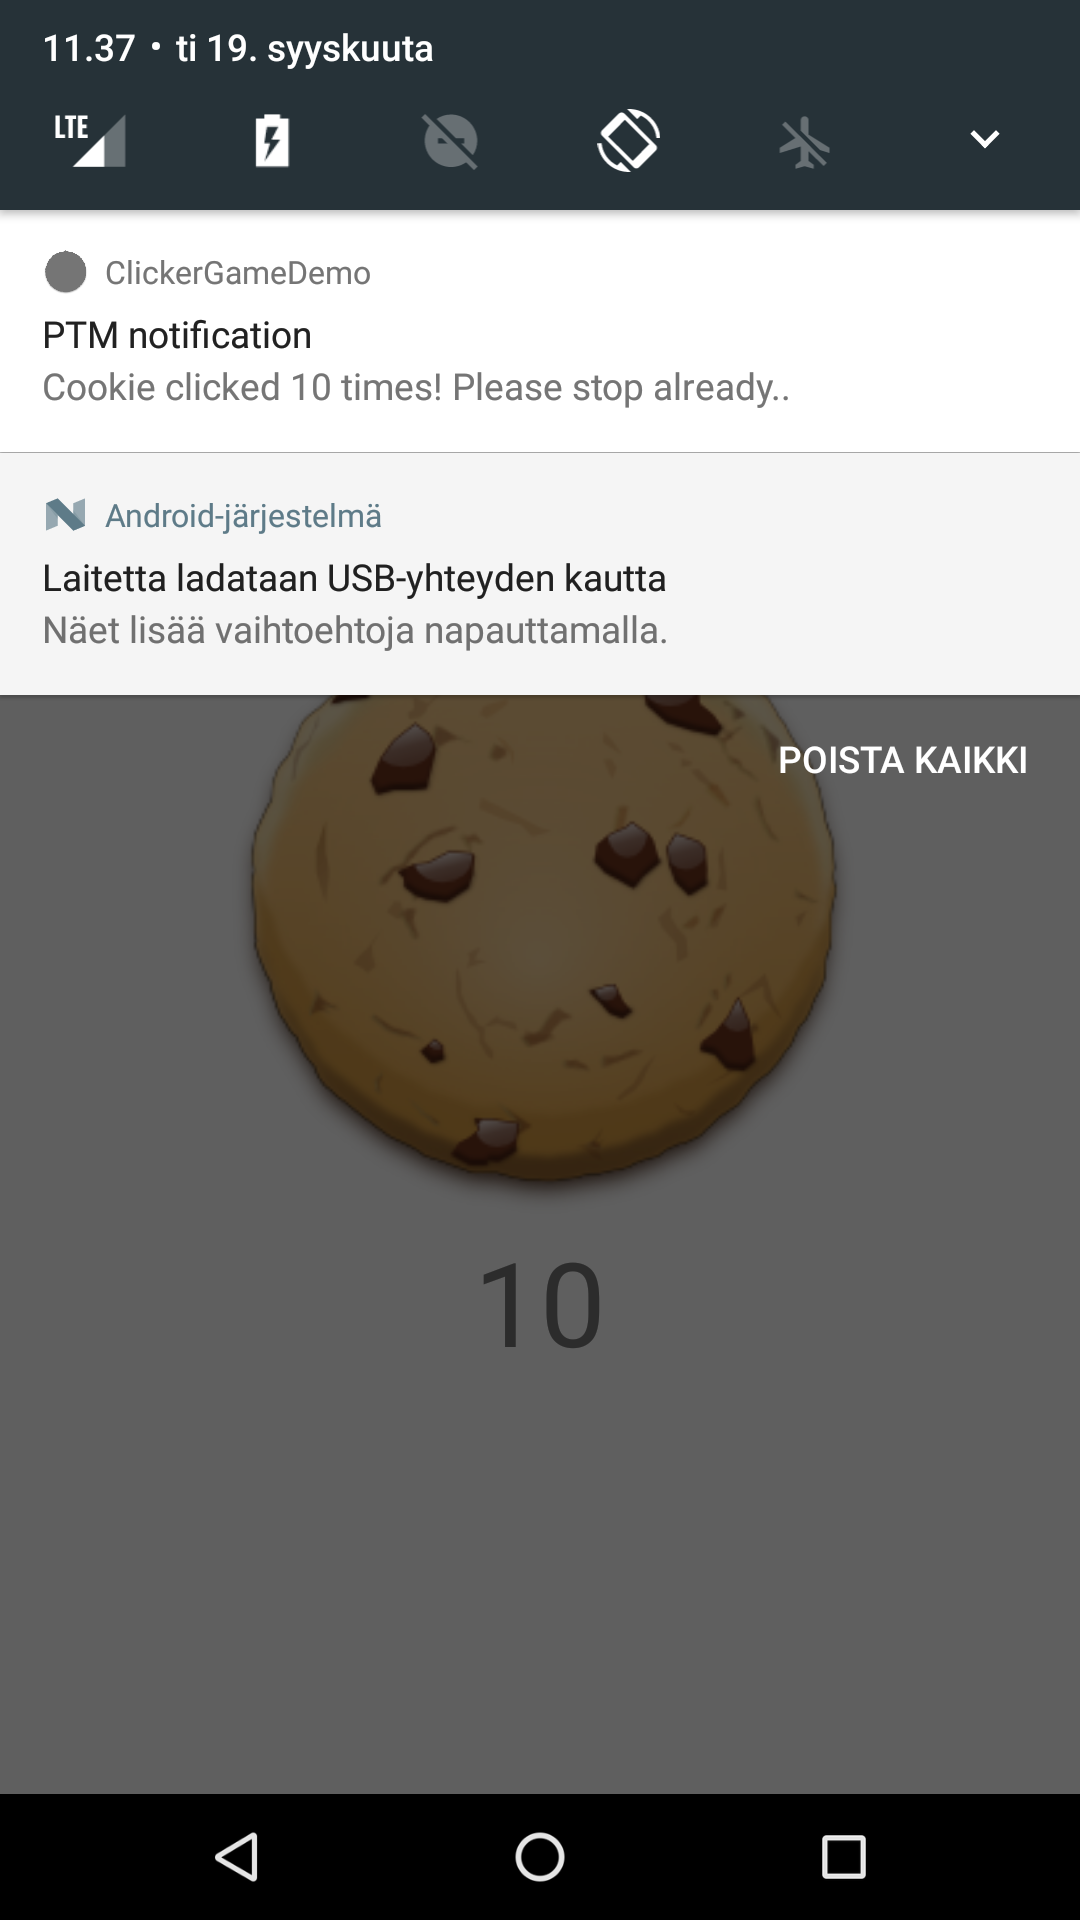 11.37 • ti 19. syyskuuta
LTE
ClickerGameDemo
PTM notification
Cookie clicked 10 times! Please stop already..
Android-järjestelmä
Laitetta ladataan USB-yhteyden kautta
Näet lisää vaihtoehtoja napauttamalla.
POISTA KAIKKI
10